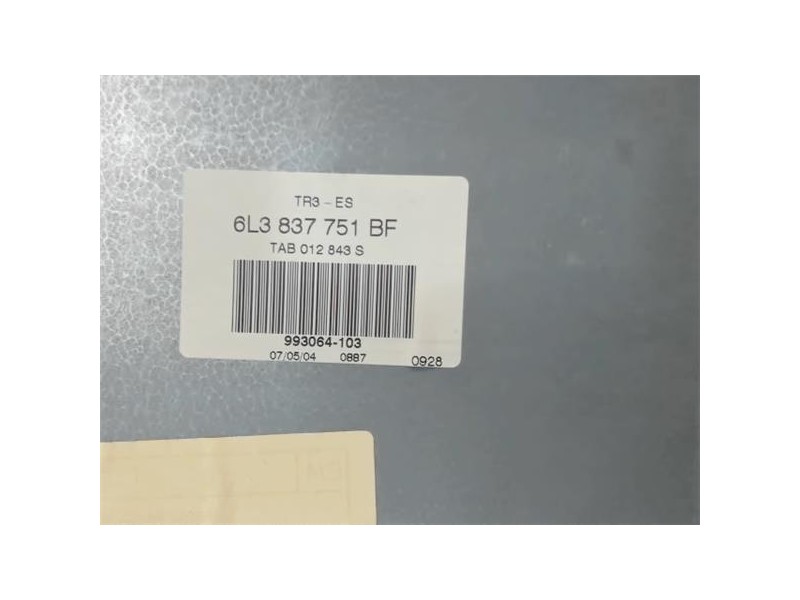 TR3 - ES
6L3 837 751 BF
TAB 012 843 S
993064-103
07/05/04 0887 0928